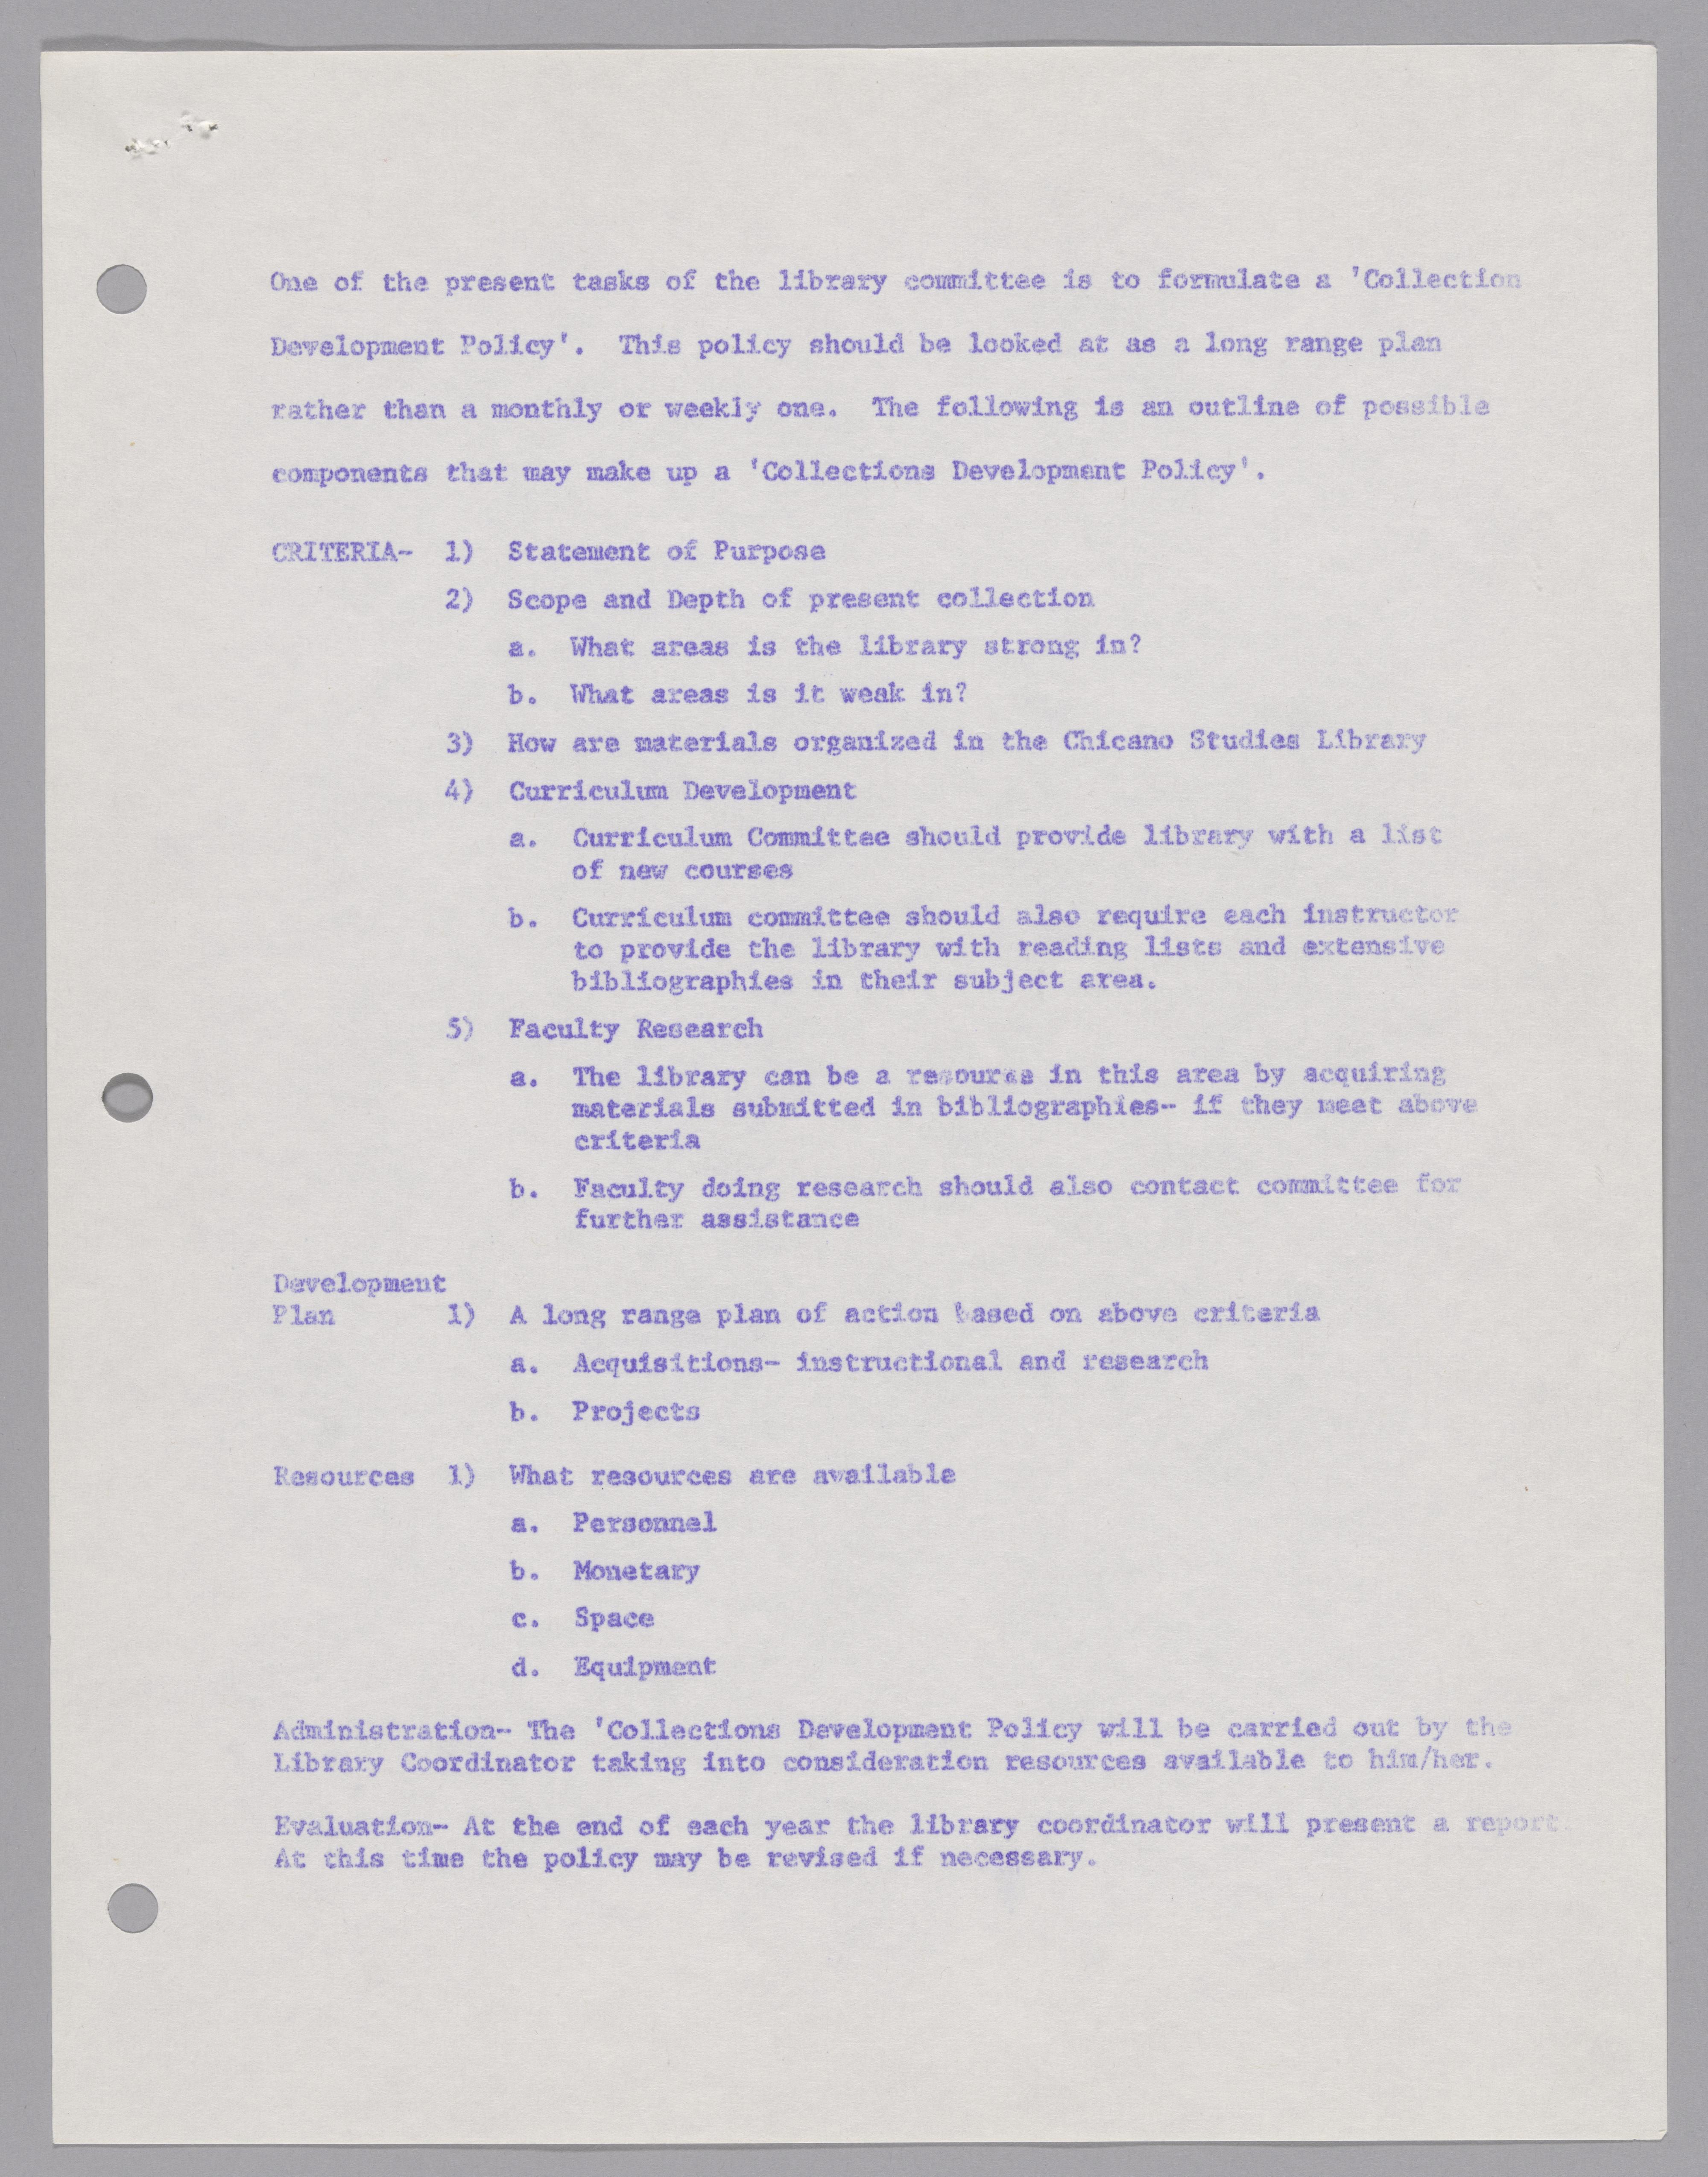 One of the present tasks of the library committee is to formulate a 'Collection
Development Policy'. This policy should be looked at as a long range plan
rather than a monthly or weekly one. The following is an outline of possible
components that may make up a 'Collections Development Policy'.
CRITERIA- 1) Statement of Purpose
2) Scope and Depth of present collection
a. What areas is the library strong in?
b. What areas is it weak in?
3) How are materials organized in the Chicano Studies Library
4) Curriculum Development
a. Curriculum Committee should provide library with a list
of new courses
b. Curriculum committee should also require each instructor
to provide the library with reading lists and extensive
bibliographies in their subject area.
5) Faculty Research
a. The library can be a resourse in this area by acquiring
materials submitted in bibliographies- if they meet above
criteria
b. Faculty doing research should also contact committee for
further assistance
Development
Plan 1) A long range plan of action based on above criteria
a. Acquisitions- instructional and research
b. Projects
Resources 1) What resources are available
a. Personnel
b. Monetary
c. Space
d. Equipment
Administration- The 'Collections Development Policy will be carried out by the
Library Coordinator taking into consideration resources available to him/her.
Evaluation- At the end of each year the library coordinator will present a report.
At this time the policy may be revised if necessary.